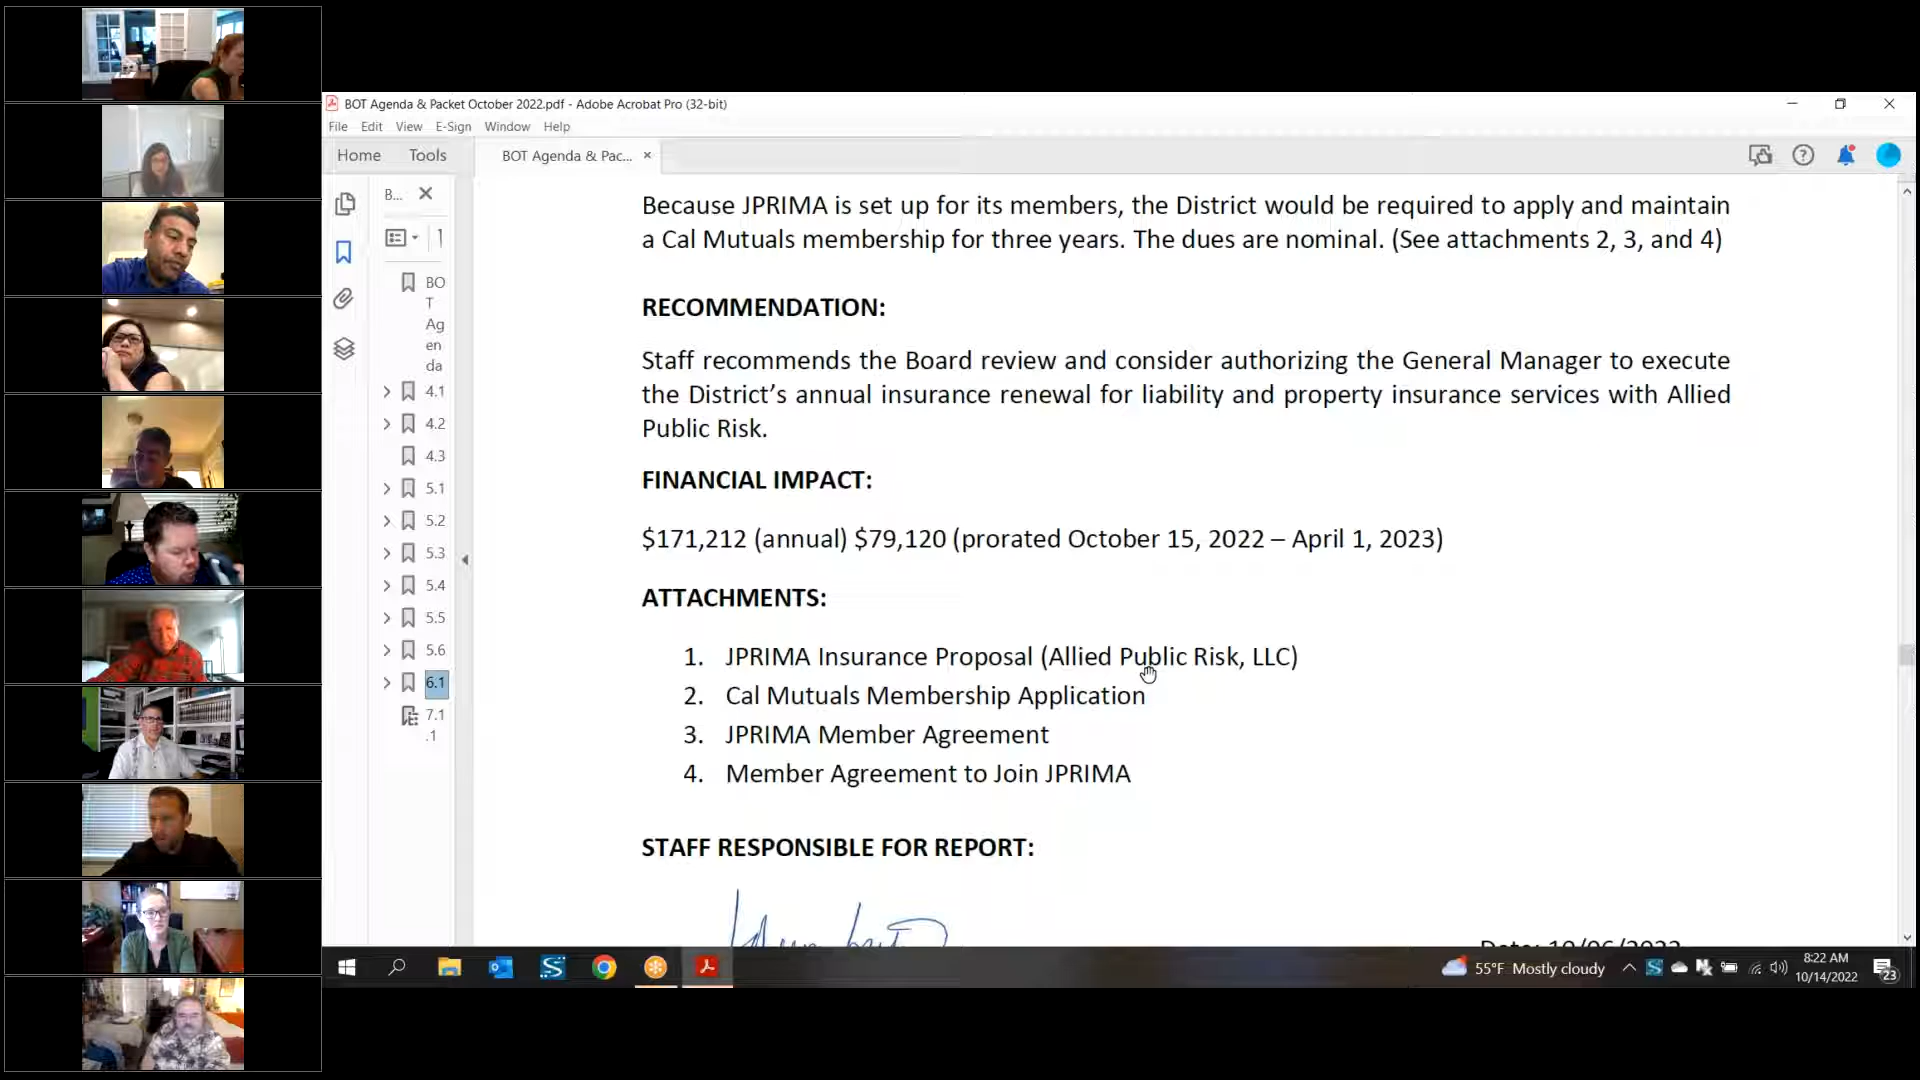 BOT Agenda & Packet October 2022.pdf - Adobe Acrobat Pro (32-bit)
File Edit View E-Sign Window Help
Home Tools BOT Agenda & Pac...
B...
BO
T
Ag
en
da
4.1
4.2
4.3
5.1
5.2
5.3
5.4
5.5
5.6
6.1
7.1
.1
Because JPRIMA is set up for its members, the District would be required to apply and maintain
a Cal Mutuals membership for three years. The dues are nominal. (See attachments 2, 3, and 4)
RECOMMENDATION:
Staff recommends the Board review and consider authorizing the General Manager to execute
the District's annual insurance renewal for liability and property insurance services with Allied
Public Risk.
FINANCIAL IMPACT:
$171,212 (annual) $79,120 (prorated October 15, 2022 – April 1, 2023)
ATTACHMENTS:
1. JPRIMA Insurance Proposal (Allied Public Risk, LLC)
2. Cal Mutuals Membership Application
3. JPRIMA Member Agreement
4. Member Agreement to Join JPRIMA
STAFF RESPONSIBLE FOR REPORT:
Date: 10/06/2022
55°F Mostly cloudy
8:22 AM
10/14/2022
23